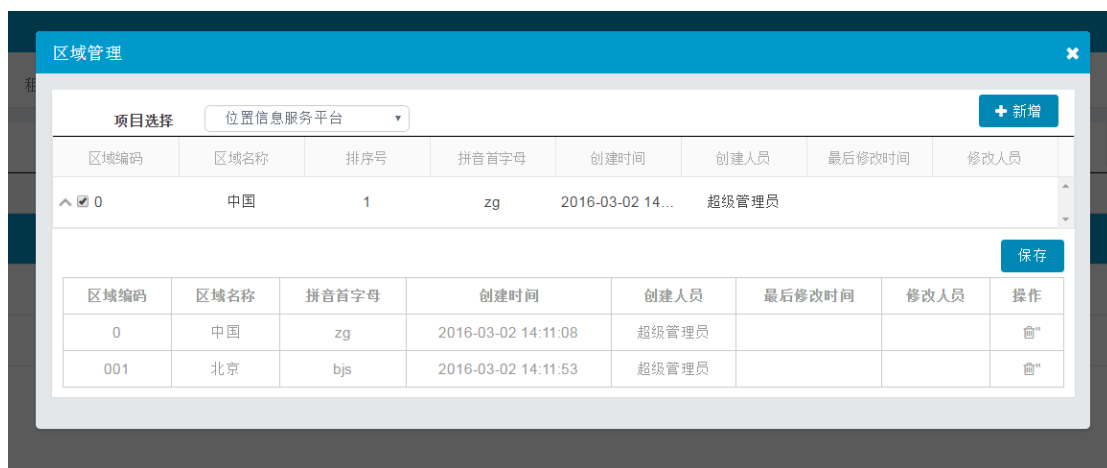 区域管理
租
项目选择 位置信息服务平台 新增
区域编码 区域名称 排序号 拼音首字母 创建时间 创建人员 最后修改时间 修改人员
0 中国 1 zg 2016-03-02 14... 超级管理员
保存
区域编码 区域名称 拼音首字母 创建时间 创建人员 最后修改时间 修改人员 操作
0 中国 zg 2016-03-02 14:11:08 超级管理员 "
001 北京 bjs 2016-03-02 14:11:53 超级管理员 "